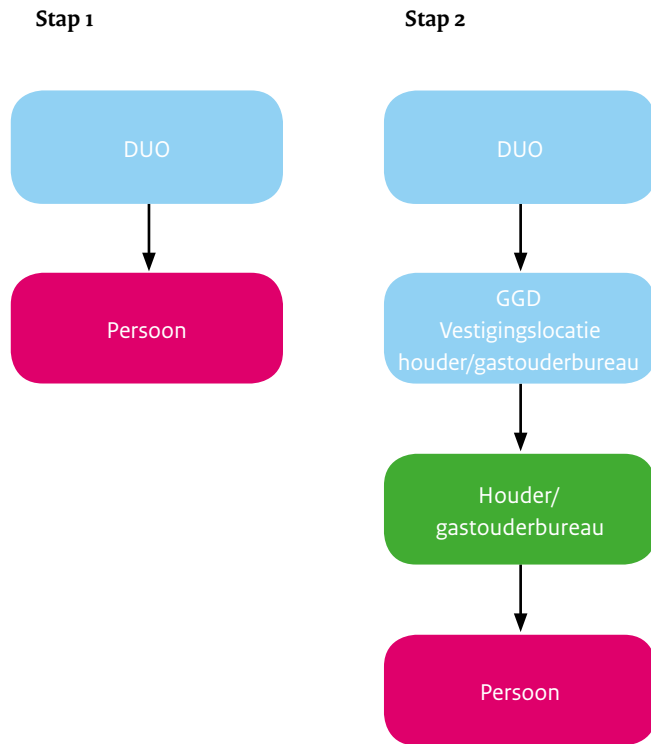 Stap 1
DUO
Persoon
Stap 2
DUO
GGD
Vestigingslocatie
houder/gastouderbureau
Houder/
gastouderbureau
Persoon